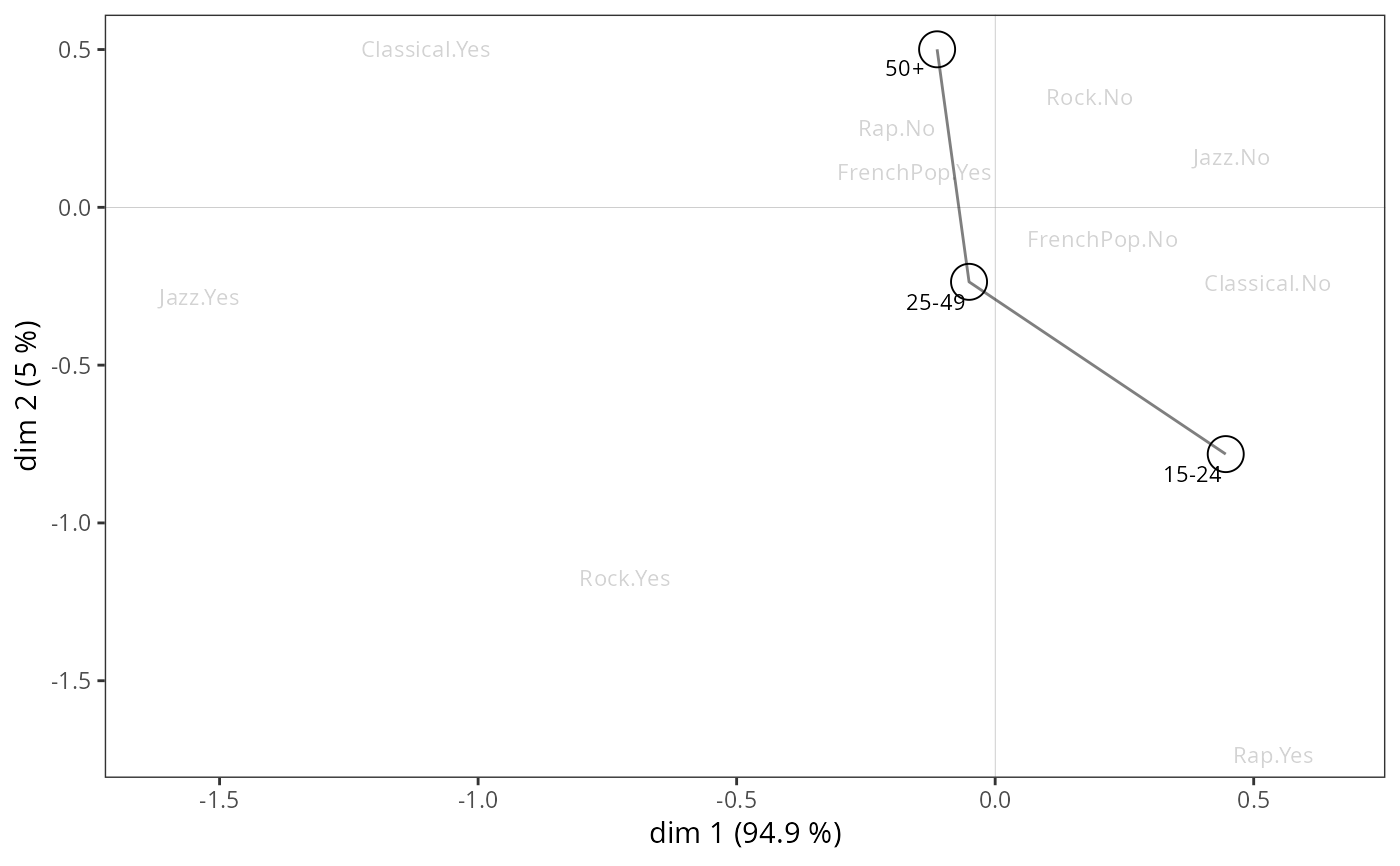 0.5
Classical.Yes
50+
Rock.No
Rap.No
Jazz.No
FrenchPop.Yes
0.0
FrenchPop.No
Classical.No
Jazz.Yes
25-49
-0.5
15-24
-1.0
Rock.Yes
-1.5
Rap.Yes
dim 2 (5 %)
-1.5 -1.0 -0.5 0.0 0.5
dim 1 (94.9 %)